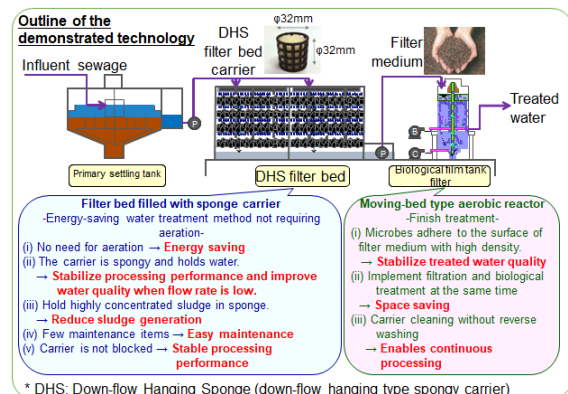 Outline of the
demonstrated technology
Influent sewage
DHS
filter bed
carrier
φ32mm
φ32mm
Filter
medium
Treated
water
P
P
B
C
Primary settling tank
DHS filter bed
Biological film tank
filter
Filter bed filled with sponge carrier
-Energy-saving water treatment method not requiring
aeration-
(i) No need for aeration → Energy saving
(ii) The carrier is spongy and holds water.
→ Stabilize processing performance and improve
water quality when flow rate is low.
(iii) Hold highly concentrated sludge in sponge.
→ Reduce sludge generation
(iv) Few maintenance items → Easy maintenance
(v) Carrier is not blocked → Stable processing
performance
Moving-bed type aerobic reactor
-Finish treatment-
(i) Microbes adhere to the surface of
filter medium with high density.
→ Stabilize treated water quality
(ii) Implement filtration and biological
treatment at the same time
→ Space saving
(iii) Carrier cleaning without reverse
washing
→ Enables continuous
processing
* DHS: Down-flow Hanging Sponge (down-flow hanging type spongy carrier)